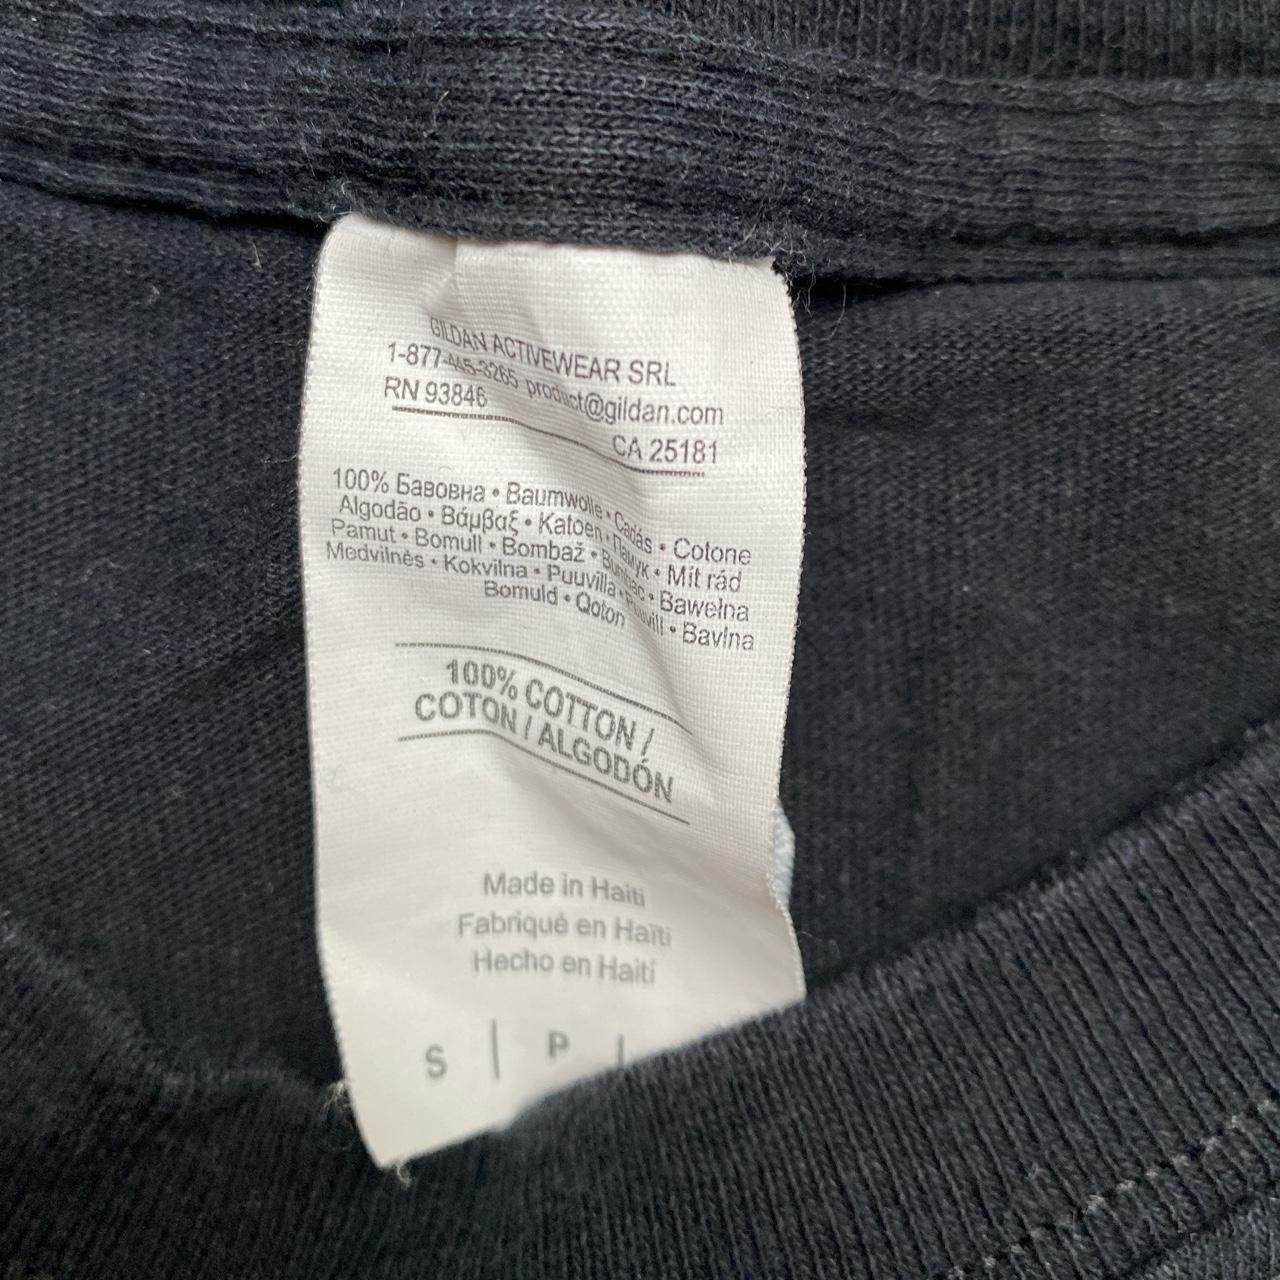 GILDAN ACTIVEWEAR SRL
1-877-445-3265 product@gildan.com
RN 93846 CA 25181
100% Бавовна • Baumwolle • Cadás • Cotone
Algodão • Βάμβαξ • Katoen • Памук • Mit rád
Pamut • Bomull • Bombaž • Bumbac • Bawełna
Medvilnės • Kokvilna • Puuvilla • Puuvill • Bavlna
Bomuld • Qoton
100% COTTON /
COTON / ALGODÓN
Made in Haiti
Fabriqué en Haïti
Hecho en Haití
S | P |